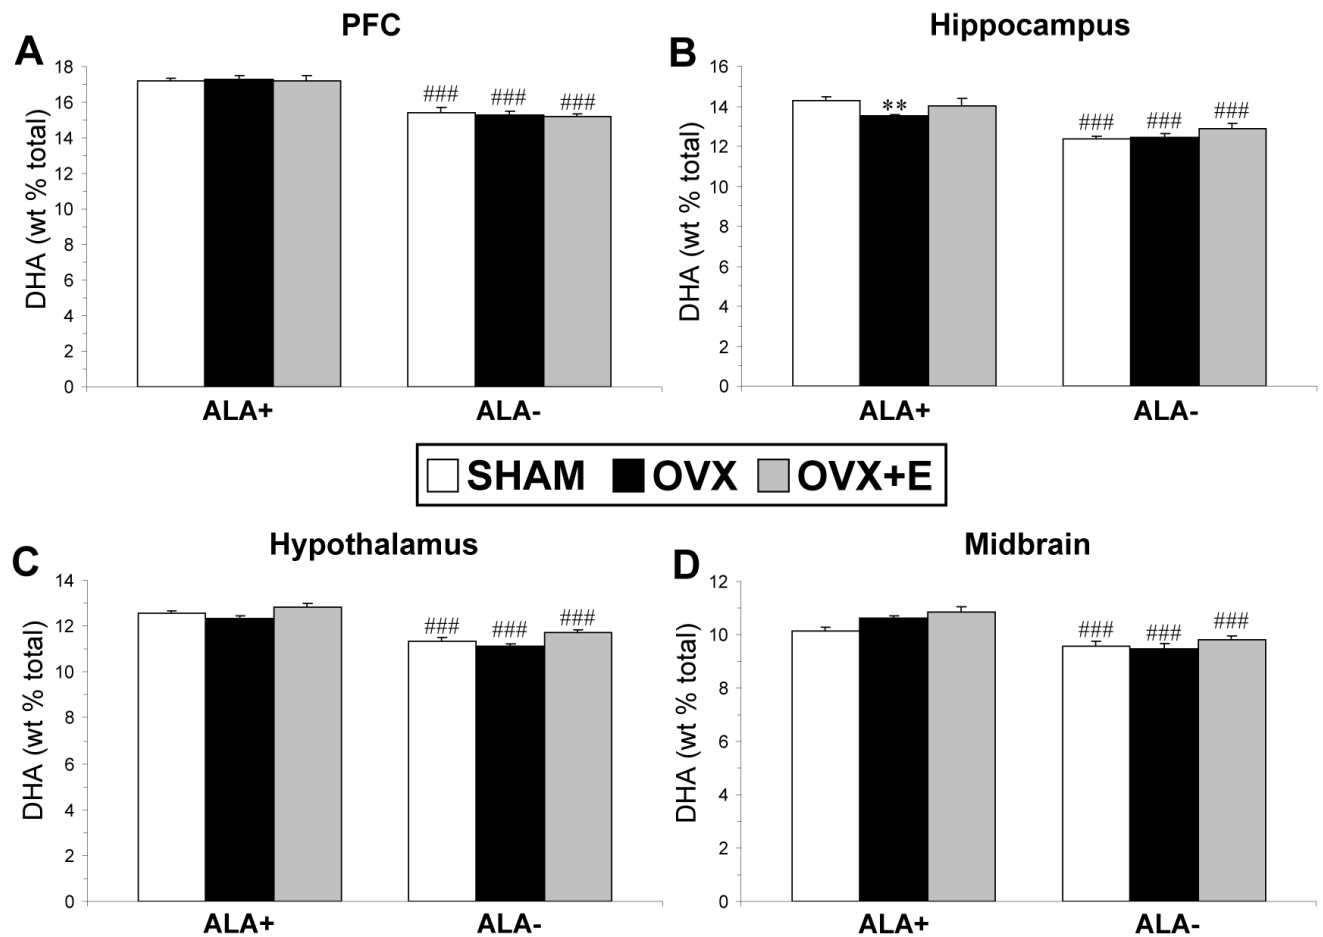 A
PFC
DHA (wt % total)
18
16
14
12
10
8
6
4
2
0
###
###
###
ALA+
ALA-
B
Hippocampus
DHA (wt % total)
16
14
12
10
8
6
4
2
0
**
###
###
###
ALA+
ALA-
SHAM OVX OVX+E
C
Hypothalamus
DHA (wt % total)
14
12
10
8
6
4
2
0
###
###
###
ALA+
ALA-
D
Midbrain
DHA (wt % total)
12
10
8
6
4
2
0
###
###
###
ALA+
ALA-